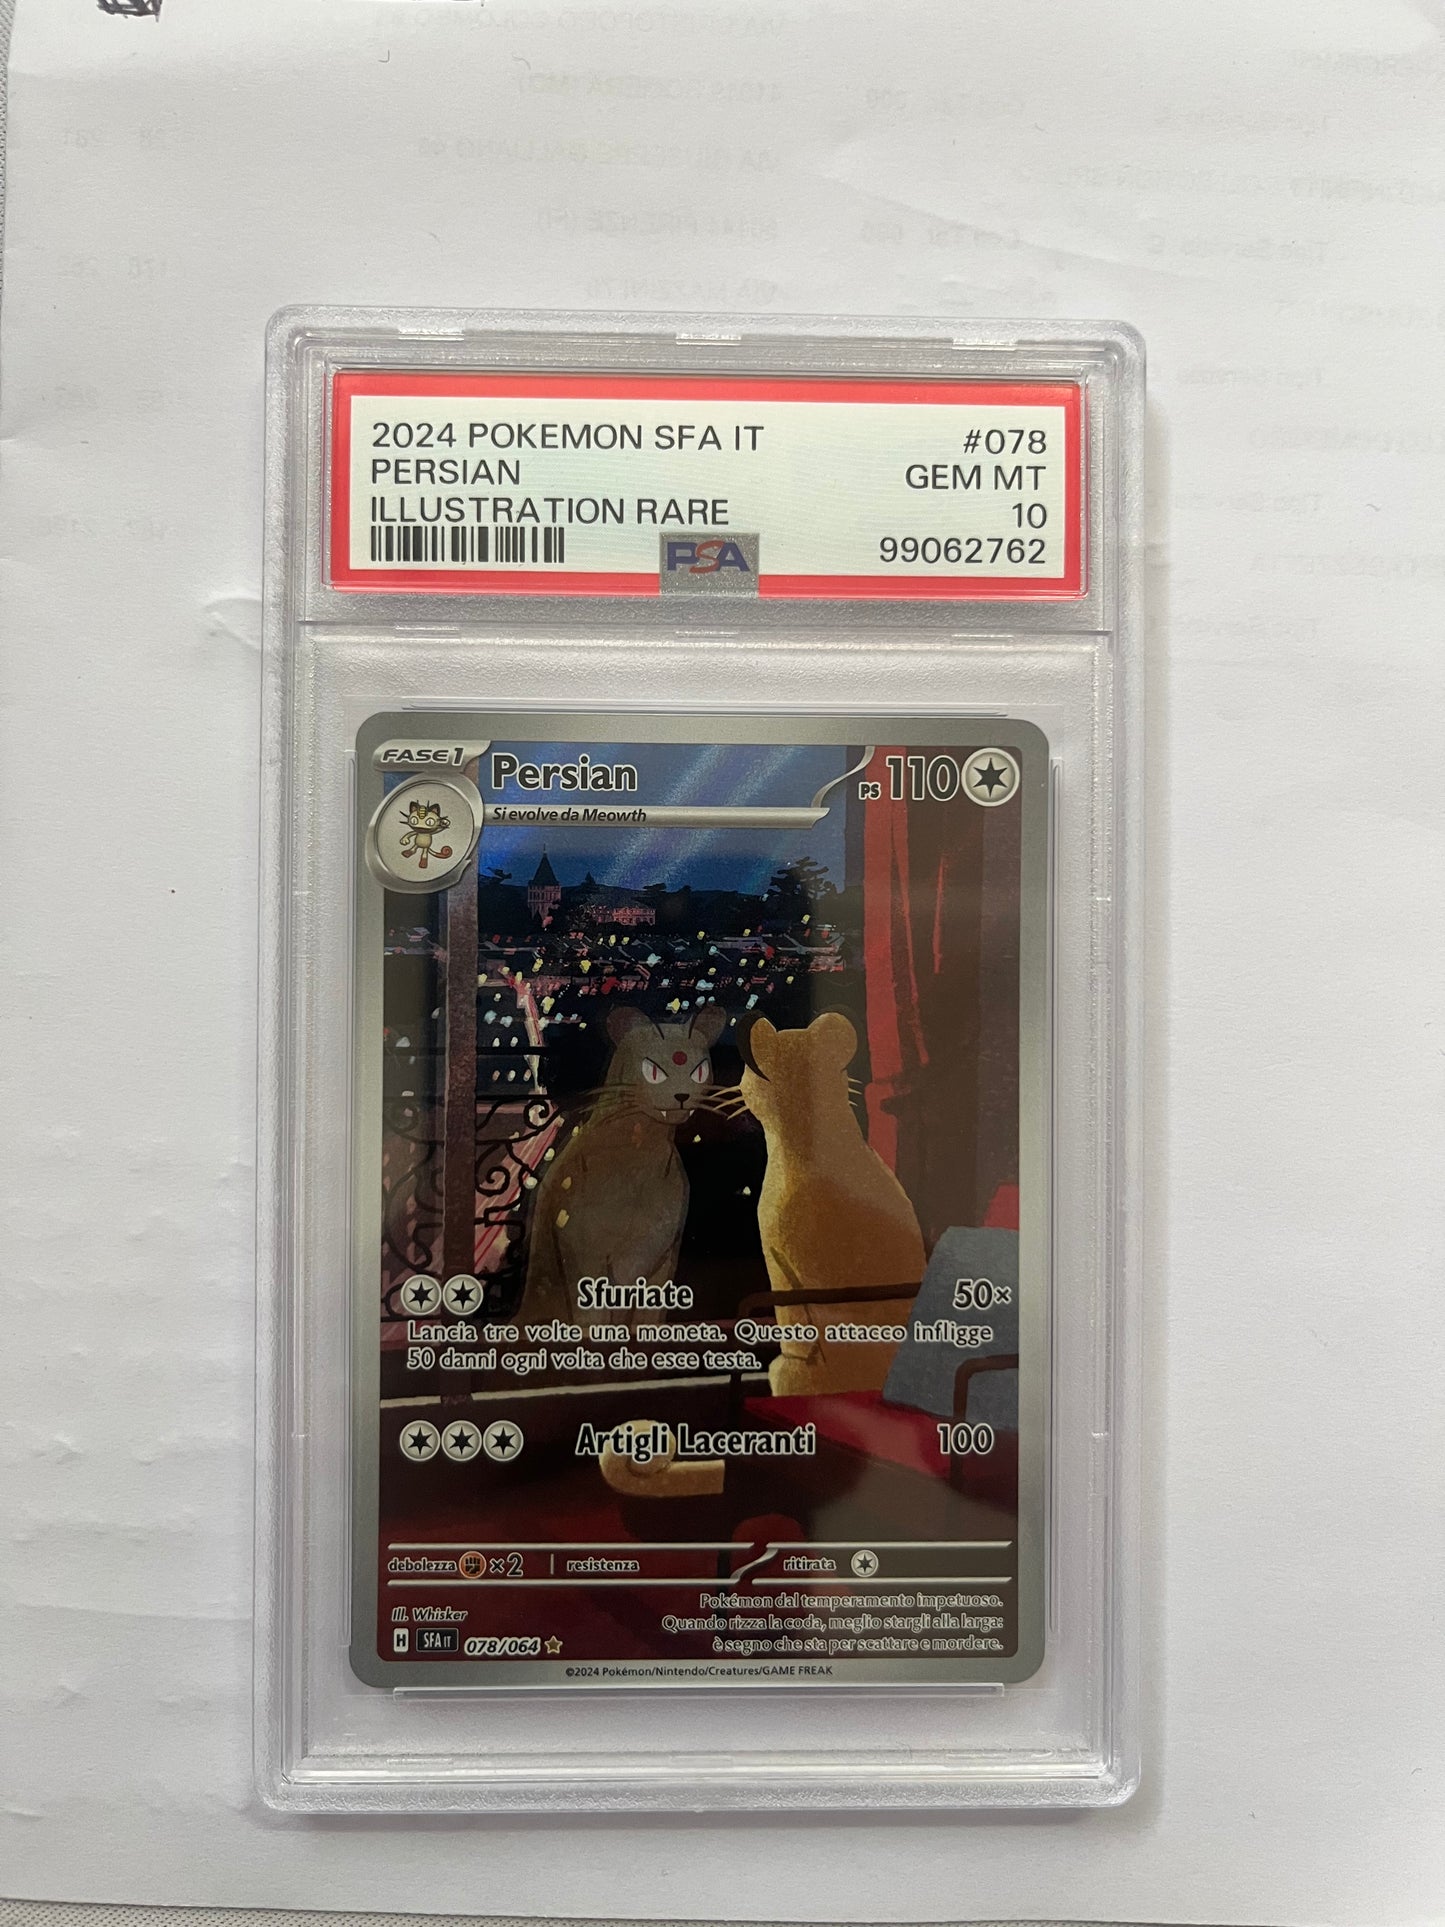 2024 POKEMON SFA IT #078
PERSIAN GEM MT
ILLUSTRATION RARE 10
PSA 99062762
FASE 1 Persian PS 110
Si evolve da Meowth
Sfuriate 50×
Lancia tre volte una moneta. Questo attacco infligge
50 danni ogni volta che esce testa.
Artigli Laceranti 100
debolezza ×2 resistenza ritirata
Pokémon dal temperamento impetuoso.
Quando rizza la coda, meglio stargli alla larga:
è segno che sta per scattare e mordere.
Ill. Whisker
H SFA IT 078/064
©2024 Pokémon/Nintendo/Creatures/GAME FREAK